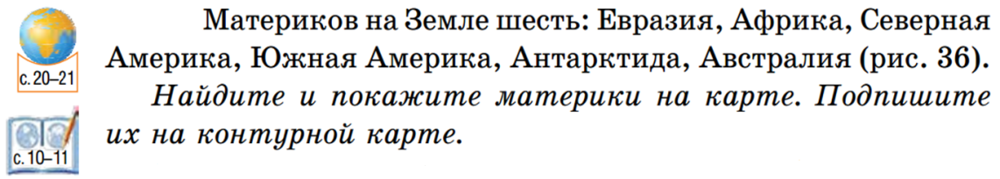 Материков на Земле шесть: Евразия, Африка, Северная
Америка, Южная Америка, Антарктида, Австралия (рис. 36).
с. 20–21
Найдите и покажите материки на карте. Подпишите
их на контурной карте.
с. 10–11